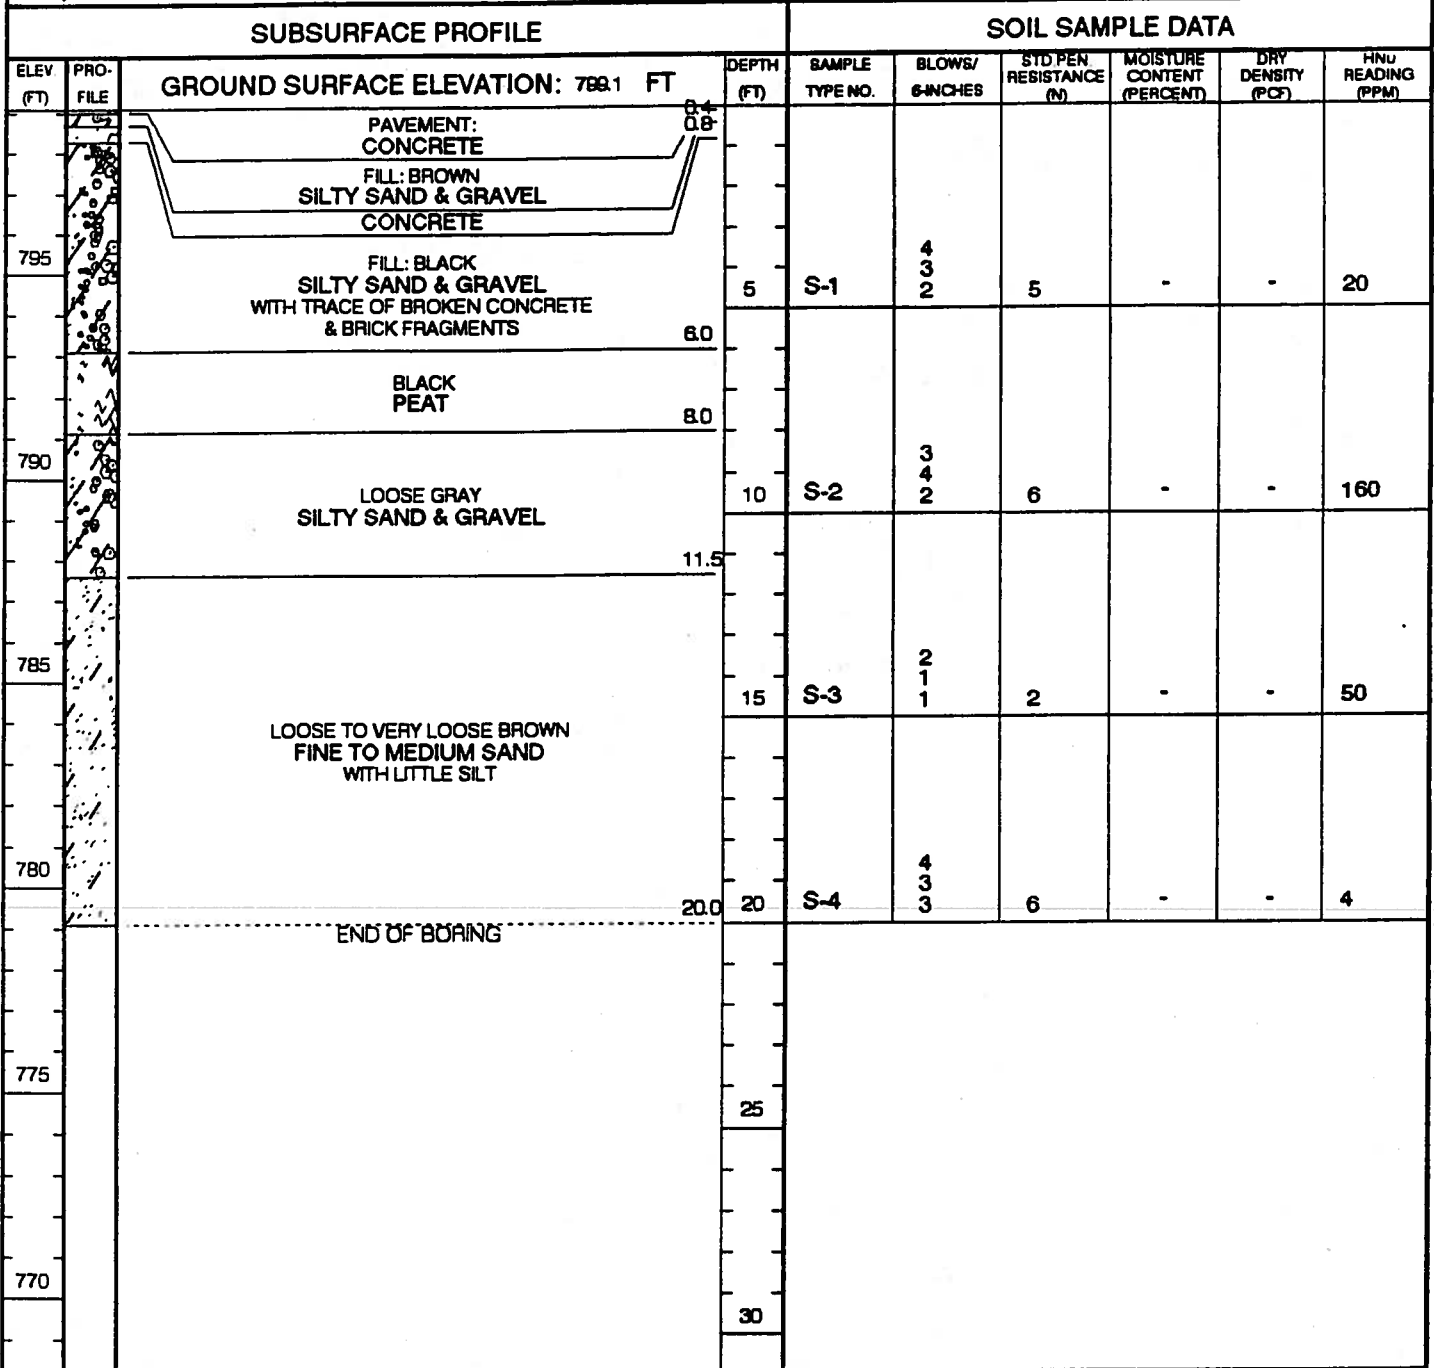 SUBSURFACE PROFILE
SOIL SAMPLE DATA
ELEV. (FT)
PRO-FILE
GROUND SURFACE ELEVATION: 799.1 FT
DEPTH (FT)
SAMPLE TYPE NO.
BLOWS/ 6-INCHES
STD.PEN. RESISTANCE (N)
MOISTURE CONTENT (PERCENT)
DRY DENSITY (PCF)
HNu READING (PPM)
0.4
PAVEMENT:
0.8
CONCRETE
FILL: BROWN
SILTY SAND & GRAVEL
CONCRETE
795
FILL: BLACK
SILTY SAND & GRAVEL
WITH TRACE OF BROKEN CONCRETE
& BRICK FRAGMENTS
6.0
4
3
5 S-1 2 5 - - 20
BLACK
PEAT
8.0
790
LOOSE GRAY
SILTY SAND & GRAVEL
11.5
3
4
10 S-2 2 6 - - 160
785
2
1
15 S-3 1 2 - - 50
LOOSE TO VERY LOOSE BROWN
FINE TO MEDIUM SAND
WITH LITTLE SILT
780
4
3
20.0 20 S-4 3 6 - - 4
END OF BORING
775
25
770
30